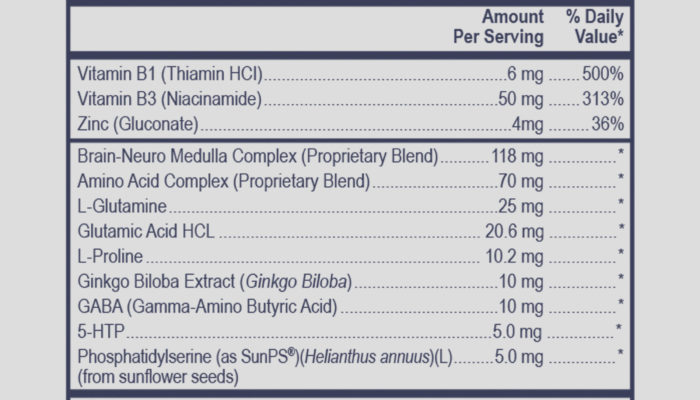 Amount % Daily
Per Serving Value*
Vitamin B1 (Thiamin HCI)..............................................6 mg .......500%
Vitamin B3 (Niacinamide)............................................50 mg .......313%
Zinc (Gluconate)..........................................................4mg .........36%
Brain-Neuro Medulla Complex (Proprietary Blend)..........118 mg ...............*
Amino Acid Complex (Proprietary Blend)........................70 mg ...............*
L-Glutamine................................................................25 mg ...............*
Glutamic Acid HCL ....................................................20.6 mg ...............*
L-Proline....................................................................10.2 mg ...............*
Ginkgo Biloba Extract (Ginkgo Biloba)............................10 mg ...............*
GABA (Gamma-Amino Butyric Acid)..............................10 mg ...............*
5-HTP........................................................................5.0 mg ...............*
Phosphatidylserine (as SunPS®)(Helianthus annuus)(L)........5.0 mg ...............*
(from sunflower seeds)